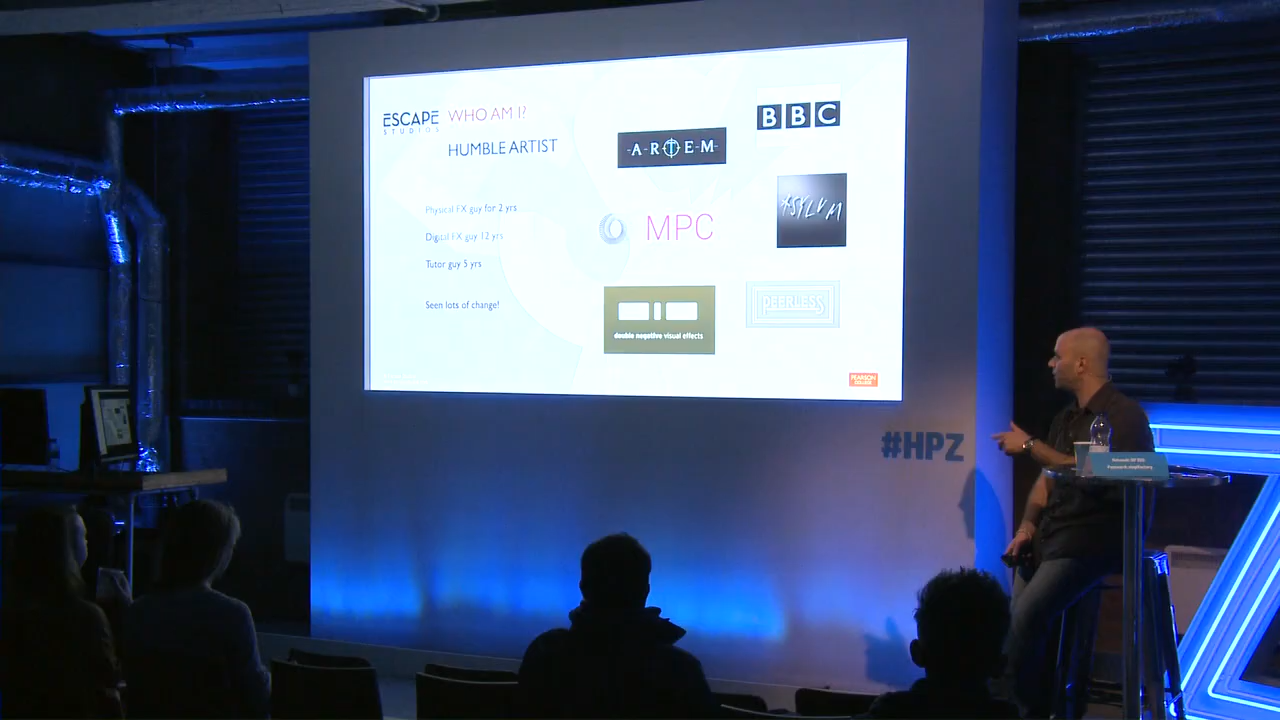 ESCAPE
STUDIOS
WHO AM I?
HUMBLE ARTIST
Physical FX guy for 2 yrs
Digital FX guy 12 yrs
Tutor guy 5 yrs
Seen lots of change!
BBC
-A-R-T-E-M-
ASYLUM
MPC
double negative visual effects
PEERLESS
PEARSON
COLLEGE
#HPZ